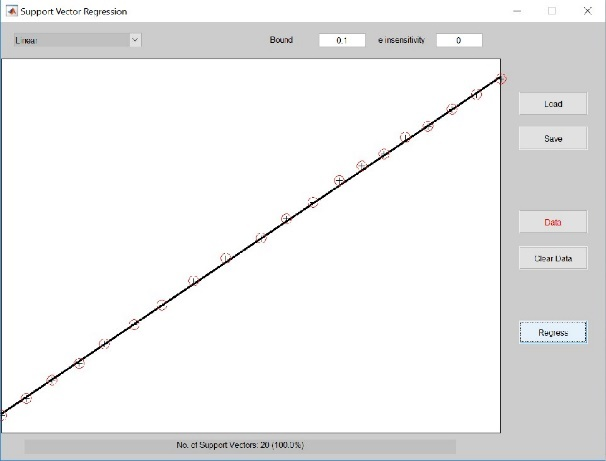 Support Vector Regression
Linear
Bound
0.1
e insensitivity
0
Load
Save
Data
Clear Data
Regress
No. of Support Vectors: 20 (100.0%)